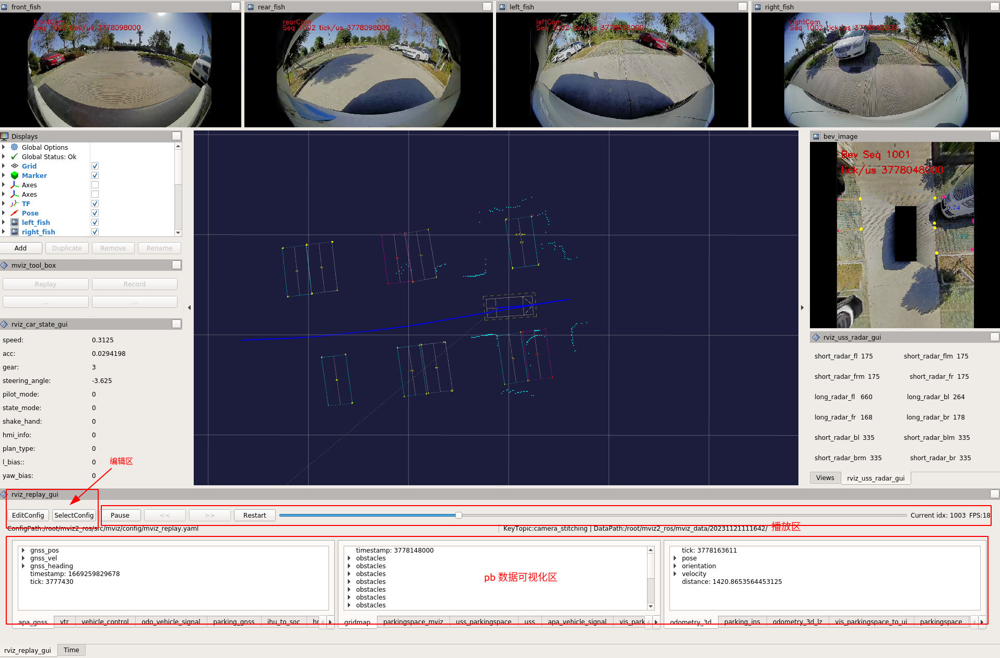 front_fish
rear_fish
left_fish
right_fish
frontCam
Seq 1002 tick/us 3778098000
rearCam
Seq 1002 tick/us 3778098000
leftCam
Seq 1002 tick/us 3778098000
rightCam
Seq 1002 tick/us 3778098000
Displays
Global Options
Global Status: Ok
Grid
Marker
Axes
Axes
TF
Pose
left_fish
right_fish
Add
Duplicate
Remove
Rename
mviz_tool_box
Replay
Record
...
...
rviz_car_state_gui
speed: 0.3125
acc: 0.0294198
gear: 3
steering_angle: -3.625
pilot_mode: 0
state_mode: 0
shake_hand: 0
hmi_info: 0
plan_type: 0
l_bias:: 0
yaw_bias: 0
编辑区
bev_image
Bev Seq 1001
tick/us 3778048000
0.74
rviz_uss_radar_gui
short_radar_fl 175 short_radar_flm 175
short_radar_frm 175 short_radar_fr 175
long_radar_fl 660 long_radar_bl 264
long_radar_fr 168 long_radar_br 178
short_radar_bl 335 short_radar_blm 335
short_radar_brm 335 short_radar_br 335
Views
rviz_uss_radar_gui
rviz_replay_gui
EditConfig
SelectConfig
Pause
<<
>>
Restart
Current idx: 1003 FPS:18
ConfigPath:/root/mviz2_ros/src/mviz/config/mviz_replay.yaml
KeyTopic:camera_stitching | DataPath:/root/mviz2_ros/mviz_data/20231121111642/
播放区
gnss_pos
gnss_vel
gnss_heading
timestamp: 1669259829678
tick: 3777430
timestamp: 3778148000
obstacles
obstacles
obstacles
obstacles
obstacles
obstacles
obstacles
pb 数据可视化区
tick: 3778163611
pose
orientation
velocity
distance: 1420.8653564453125
apa_gnss
vtr
vehicle_control
odo_vehicle_signal
parking_gnss
ihu_to_soc
gridmap
parkingspace_mviz
uss_parkingspace
uss
apa_vehicle_signal
vis_park
odometry_3d
parking_ins
odometry_3d_lz
vis_parkingspace_to_ui
parkingspace
rviz_replay_gui
Time